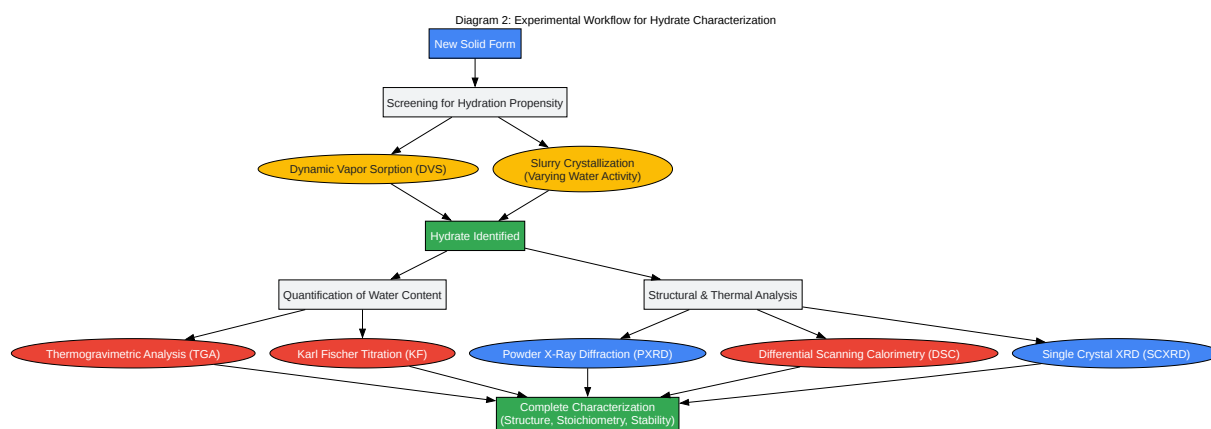 Diagram 2: Experimental Workflow for Hydrate Characterization
New Solid Form
Screening for Hydration Propensity
Dynamic Vapor Sorption (DVS)
Slurry Crystallization
(Varying Water Activity)
Hydrate Identified
Quantification of Water Content
Structural & Thermal Analysis
Thermogravimetric Analysis (TGA)
Karl Fischer Titration (KF)
Powder X-Ray Diffraction (PXRD)
Differential Scanning Calorimetry (DSC)
Single Crystal XRD (SCXRD)
Complete Characterization
(Structure, Stoichiometry, Stability)